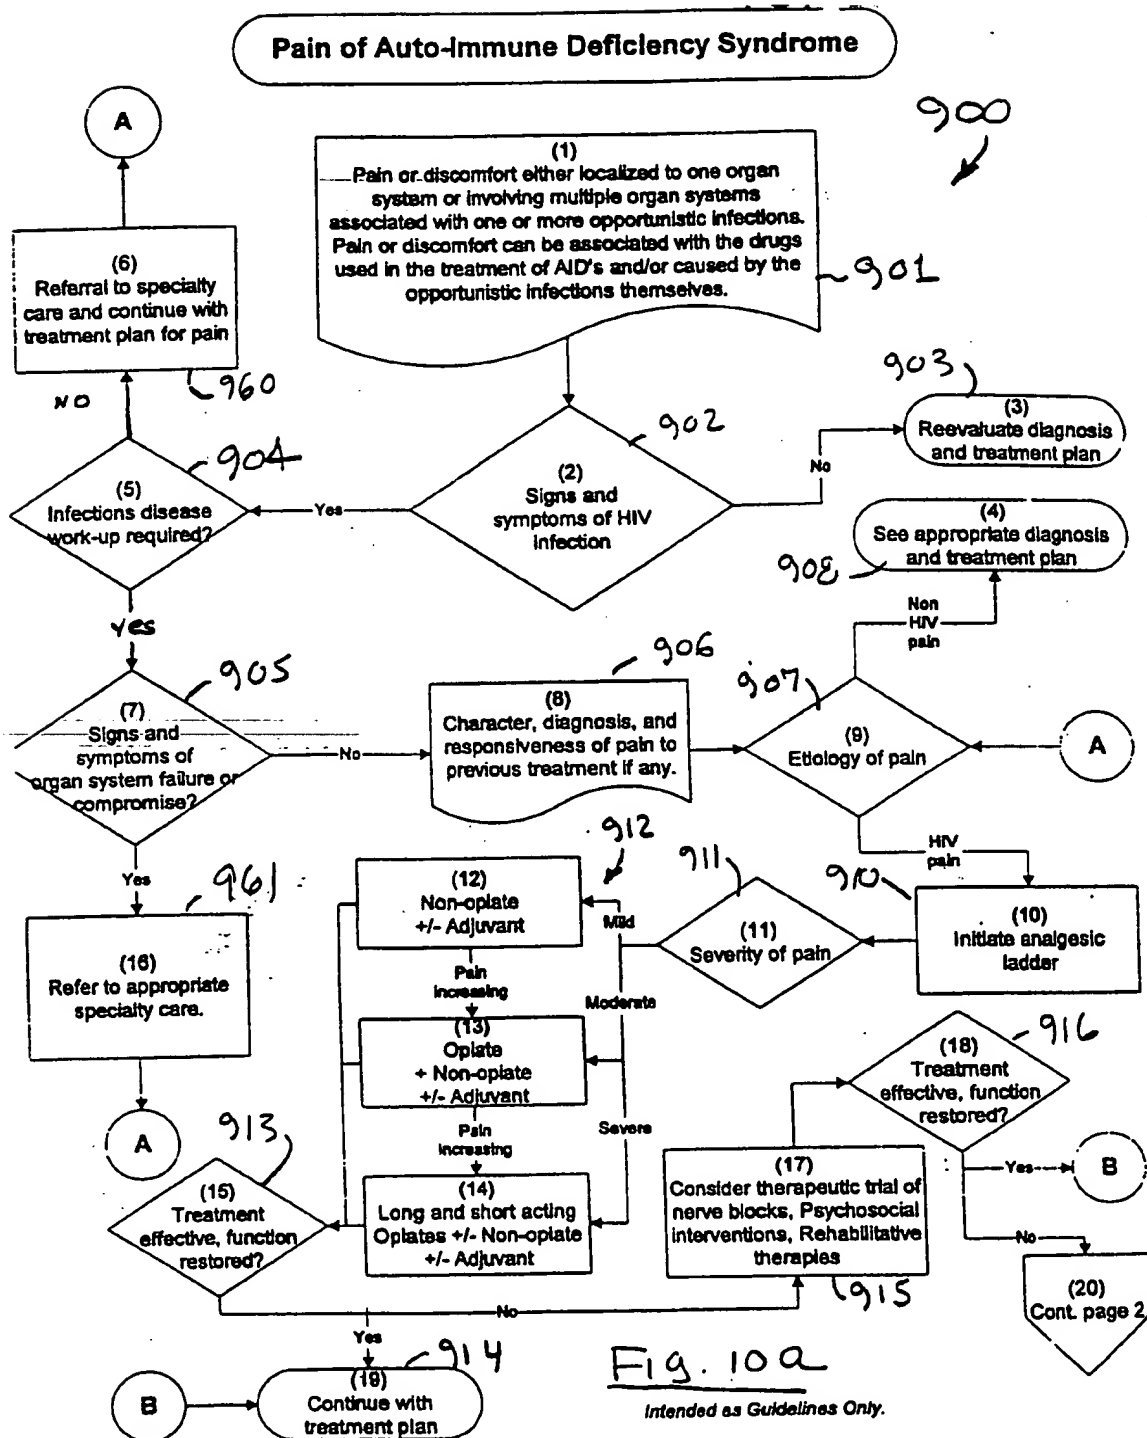 Pain of Auto-Immune Deficiency Syndrome
900
A
(1)
Pain or discomfort either localized to one organ
system or involving multiple organ systems
associated with one or more opportunistic infections.
Pain or discomfort can be associated with the drugs
used in the treatment of AID's and/or caused by the
opportunistic infections themselves.
901
(6)
Referral to specialty
care and continue with
treatment plan for pain
960
NO
903
(3)
Reevaluate diagnosis
and treatment plan
902
(2)
Signs and
symptoms of HIV
infection
No
Yes
904
(5)
Infections disease
work-up required?
(4)
See appropriate diagnosis
and treatment plan
908
Non
HIV
pain
yes
905
(7)
Signs and
symptoms of
organ system failure or
compromise?
No
906
(8)
Character, diagnosis, and
responsiveness of pain to
previous treatment if any.
907
(9)
Etiology of pain
A
HIV
pain
Yes
961
(16)
Refer to appropriate
specialty care.
A
912
(12)
Non-opiate
+/- Adjuvant
Mild
911
(11)
Severity of pain
910
(10)
Initiate analgesic
ladder
Pain
increasing
Moderate
(13)
Opiate
+ Non-opiate
+/- Adjuvant
Pain
increasing
Severe
(14)
Long and short acting
Opiates +/- Non-opiate
+/- Adjuvant
913
(15)
Treatment
effective, function
restored?
916
(18)
Treatment
effective, function
restored?
Yes
B
No
(17)
Consider therapeutic trial of
nerve blocks, Psychosocial
interventions, Rehabilitative
therapies
915
(20)
Cont. page 2
No
Yes
914
B
(19)
Continue with
treatment plan
Fig. 10a
Intended as Guidelines Only.